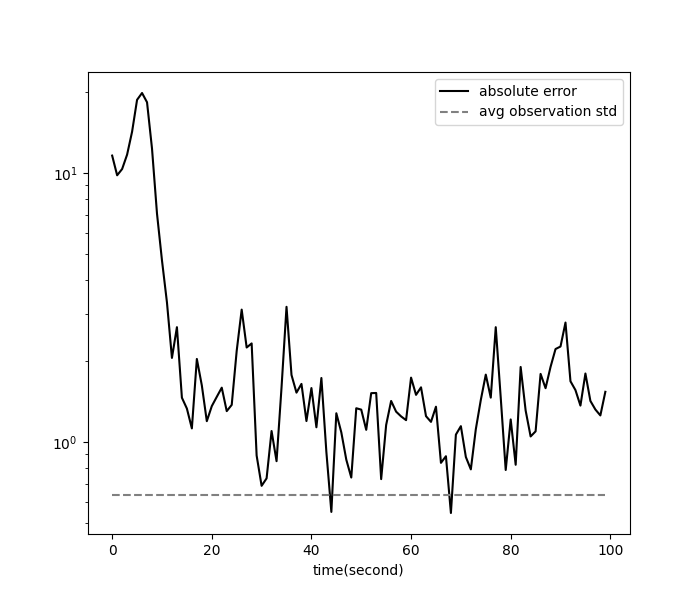 absolute error
avg observation std
10¹
10⁰
0 20 40 60 80 100
time(second)